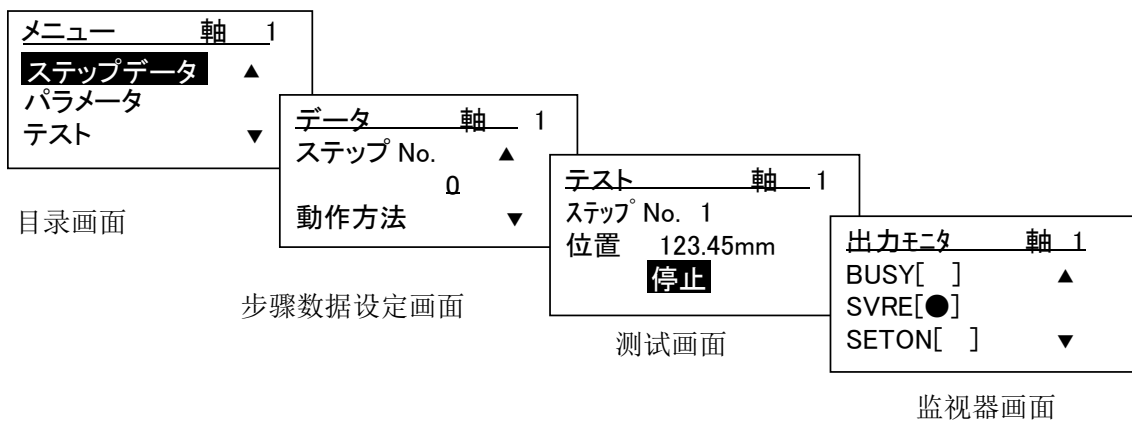 メニュー 軸 1
ステップデータ ▲
パラメータ
テスト ▼
目录画面
データ 軸 1
ステップ No. ▲
0
動作方法 ▼
步骤数据设定画面
テスト 軸 1
ｽﾃｯﾌﾟ No. 1
位置 123.45mm
停止
测试画面
出力ﾓﾆﾀ 軸 1
BUSY[ ] ▲
SVRE[●]
SETON[ ] ▼
监视器画面